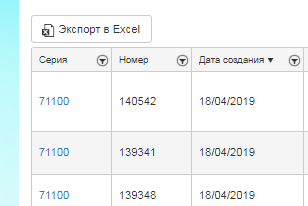 Экспорт в Excel
Серия Номер Дата создания
71100 140542 18/04/2019
71100 139341 18/04/2019
71100 139348 18/04/2019